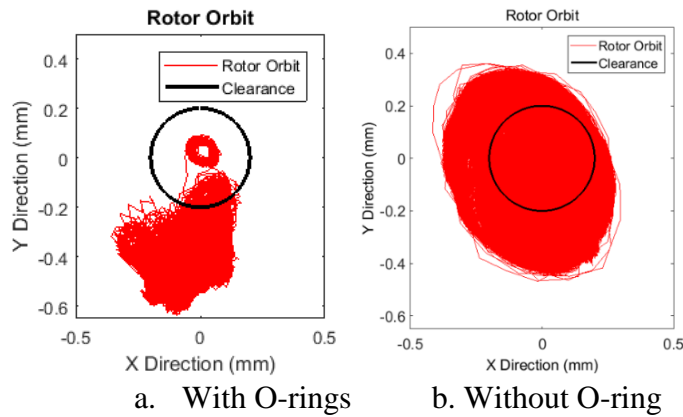 Rotor Orbit
0.4
0.2
0
-0.2
-0.4
-0.6
Y Direction (mm)
Rotor Orbit
Clearance
-0.5
0
0.5
X Direction (mm)
a. With O-rings
Rotor Orbit
0.4
0.2
0
-0.2
-0.4
-0.6
Y Direction (mm)
Rotor Orbit
Clearance
-0.5
0
0.5
X Direction (mm)
b. Without O-ring